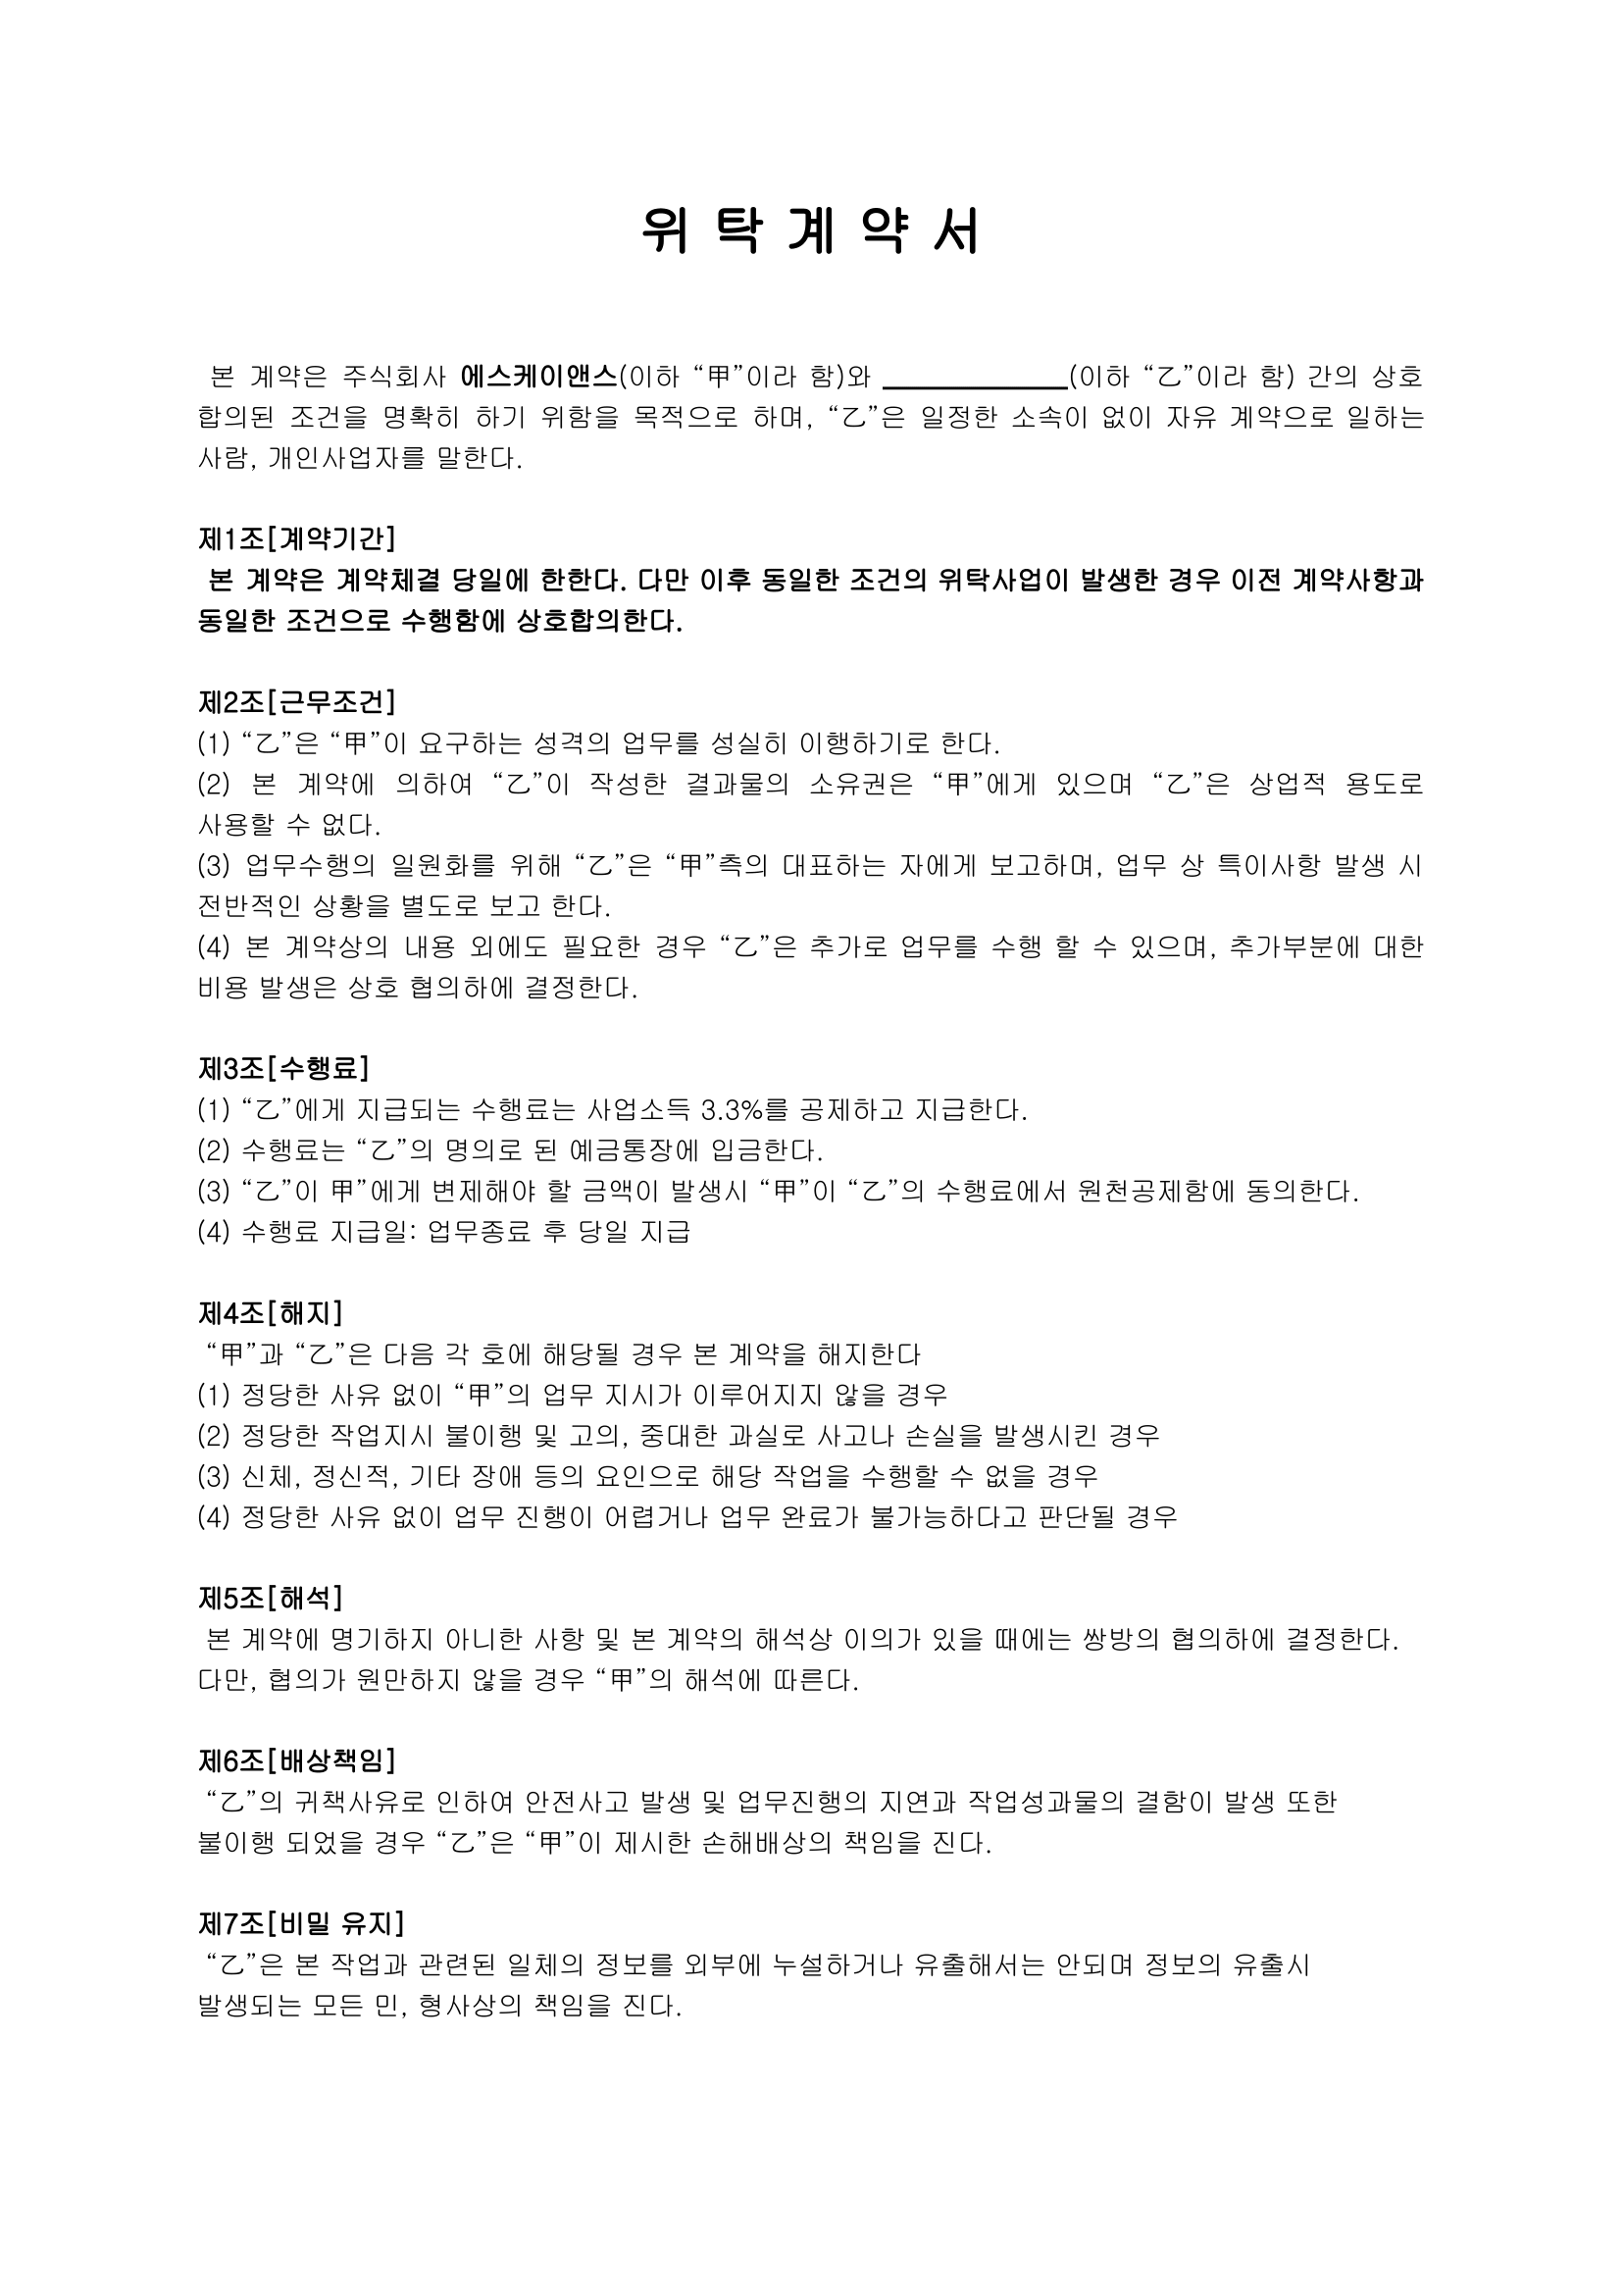 위 탁 계 약 서
본 계약은 주식회사 에스케이앤스(이하 “甲”이라 함)와 ______________(이하 “乙”이라 함) 간의 상호
합의된 조건을 명확히 하기 위함을 목적으로 하며, “乙”은 일정한 소속이 없이 자유 계약으로 일하는
사람, 개인사업자를 말한다.
제1조[계약기간]
본 계약은 계약체결 당일에 한한다. 다만 이후 동일한 조건의 위탁사업이 발생한 경우 이전 계약사항과
동일한 조건으로 수행함에 상호합의한다.
제2조[근무조건]
(1) “乙”은 “甲”이 요구하는 성격의 업무를 성실히 이행하기로 한다.
(2) 본 계약에 의하여 “乙”이 작성한 결과물의 소유권은 “甲”에게 있으며 “乙”은 상업적 용도로
사용할 수 없다.
(3) 업무수행의 일원화를 위해 “乙”은 “甲”측의 대표하는 자에게 보고하며, 업무 상 특이사항 발생 시
전반적인 상황을 별도로 보고 한다.
(4) 본 계약상의 내용 외에도 필요한 경우 “乙”은 추가로 업무를 수행 할 수 있으며, 추가부분에 대한
비용 발생은 상호 협의하에 결정한다.
제3조[수행료]
(1) “乙”에게 지급되는 수행료는 사업소득 3.3%를 공제하고 지급한다.
(2) 수행료는 “乙”의 명의로 된 예금통장에 입금한다.
(3) “乙”이 甲”에게 변제해야 할 금액이 발생시 “甲”이 “乙”의 수행료에서 원천공제함에 동의한다.
(4) 수행료 지급일: 업무종료 후 당일 지급
제4조[해지]
“甲”과 “乙”은 다음 각 호에 해당될 경우 본 계약을 해지한다
(1) 정당한 사유 없이 “甲”의 업무 지시가 이루어지지 않을 경우
(2) 정당한 작업지시 불이행 및 고의, 중대한 과실로 사고나 손실을 발생시킨 경우
(3) 신체, 정신적, 기타 장애 등의 요인으로 해당 작업을 수행할 수 없을 경우
(4) 정당한 사유 없이 업무 진행이 어렵거나 업무 완료가 불가능하다고 판단될 경우
제5조[해석]
본 계약에 명기하지 아니한 사항 및 본 계약의 해석상 이의가 있을 때에는 쌍방의 협의하에 결정한다.
다만, 협의가 원만하지 않을 경우 “甲”의 해석에 따른다.
제6조[배상책임]
“乙”의 귀책사유로 인하여 안전사고 발생 및 업무진행의 지연과 작업성과물의 결함이 발생 또한
불이행 되었을 경우 “乙”은 “甲”이 제시한 손해배상의 책임을 진다.
제7조[비밀 유지]
“乙”은 본 작업과 관련된 일체의 정보를 외부에 누설하거나 유출해서는 안되며 정보의 유출시
발생되는 모든 민, 형사상의 책임을 진다.